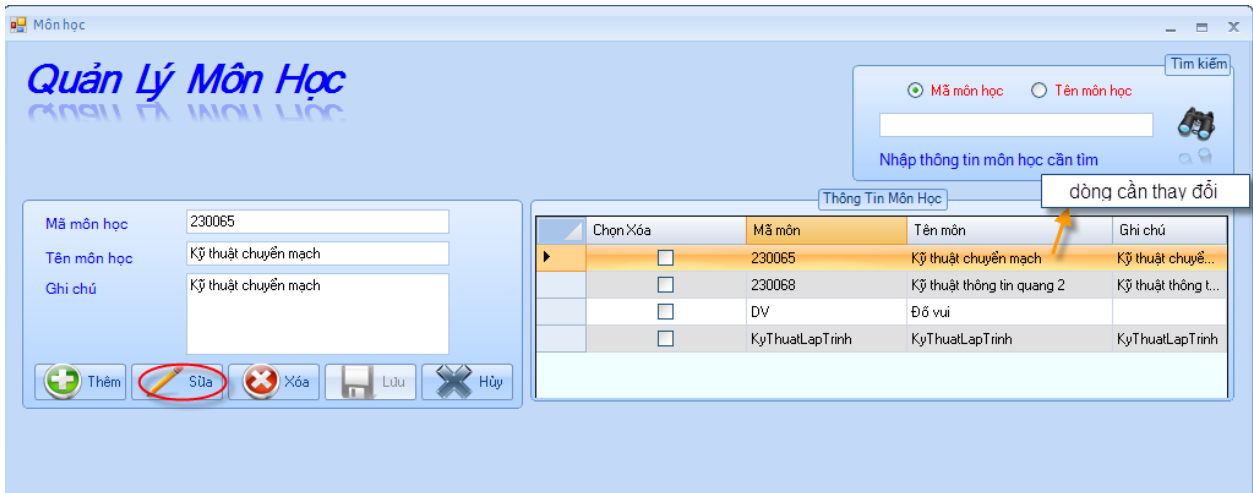 Môn học
Quản Lý Môn Học
Tìm kiếm
Mã môn học Tên môn học
Nhập thông tin môn học cần tìm
dòng cần thay đổi
Thông Tin Môn Học
Mã môn học 230065
Tên môn học Kỹ thuật chuyển mạch
Ghi chú Kỹ thuật chuyển mạch
Thêm Sửa Xóa Lưu Hủy
Chọn Xóa Mã môn Tên môn Ghi chú
230065 Kỹ thuật chuyển mạch Kỹ thuật chuyể...
230068 Kỹ thuật thông tin quang 2 Kỹ thuật thông t...
DV Đố vui
KyThuatLapTrinh KyThuatLapTrinh KyThuatLapTrinh